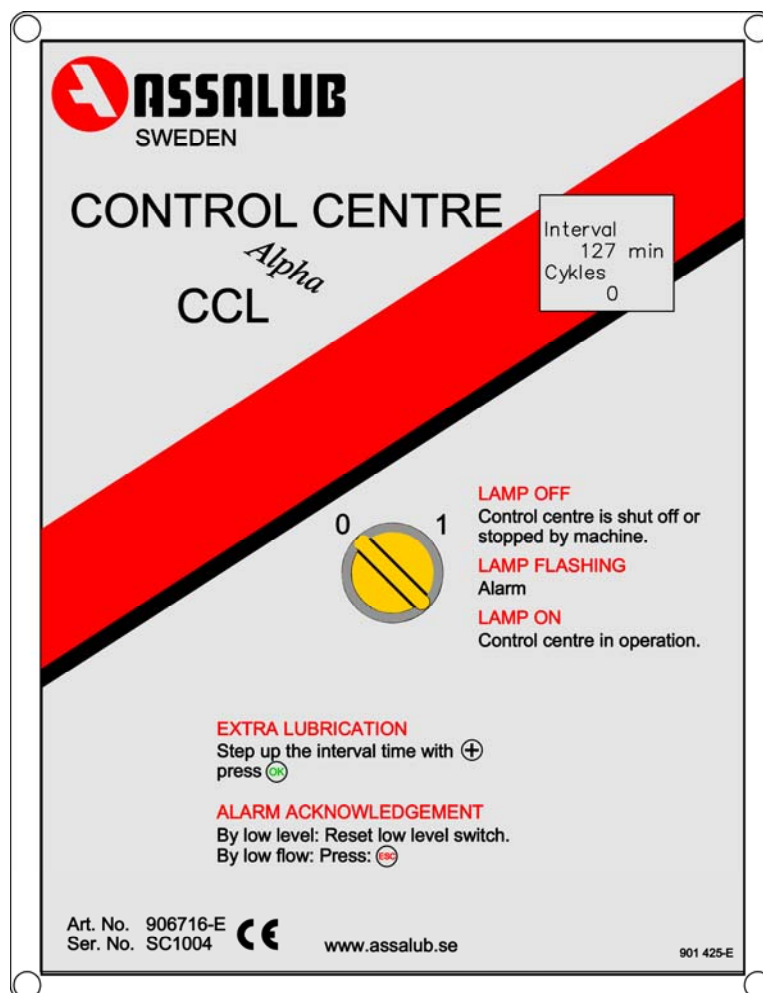 ASSALUB
SWEDEN
CONTROL CENTRE
Alpha
CCL
Interval
127 min
Cykles
0
0 1
LAMP OFF
Control centre is shut off or
stopped by machine.
LAMP FLASHING
Alarm
LAMP ON
Control centre in operation.
EXTRA LUBRICATION
Step up the interval time with +
press OK
ALARM ACKNOWLEDGEMENT
By low level: Reset low level switch.
By low flow: Press: ESC
Art. No. 906716-E
Ser. No. SC1004
CE
www.assalub.se
901 425-E